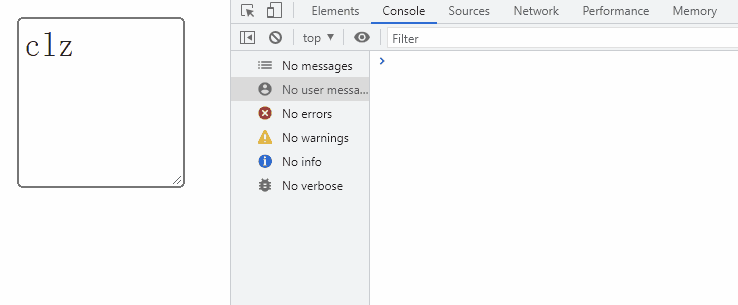 clz
Elements
Console
Sources
Network
Performance
Memory
top ▼
Filter
No messages
No user messa...
No errors
No warnings
No info
No verbose